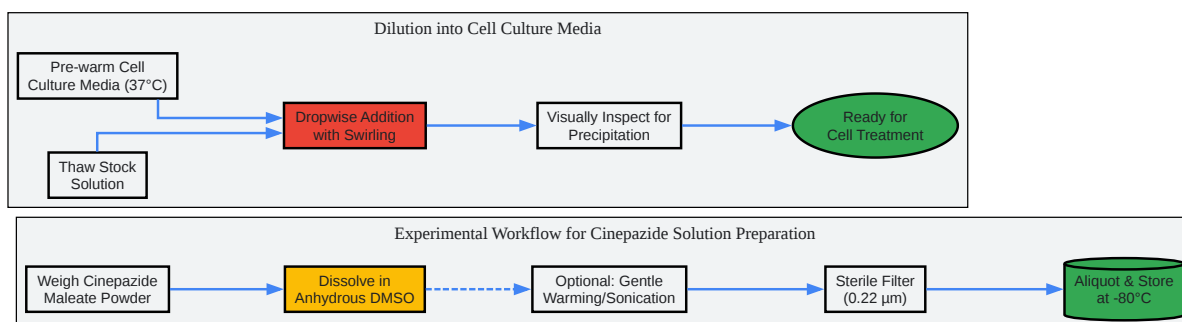 Dilution into Cell Culture Media
Pre-warm Cell
Culture Media (37°C)
Dropwise Addition
with Swirling
Visually Inspect for
Precipitation
Ready for
Cell Treatment
Thaw Stock
Solution
Experimental Workflow for Cinepazide Solution Preparation
Weigh Cinepazide
Maleate Powder
Dissolve in
Anhydrous DMSO
Optional: Gentle
Warming/Sonication
Sterile Filter
(0.22 µm)
Aliquot & Store
at -80°C